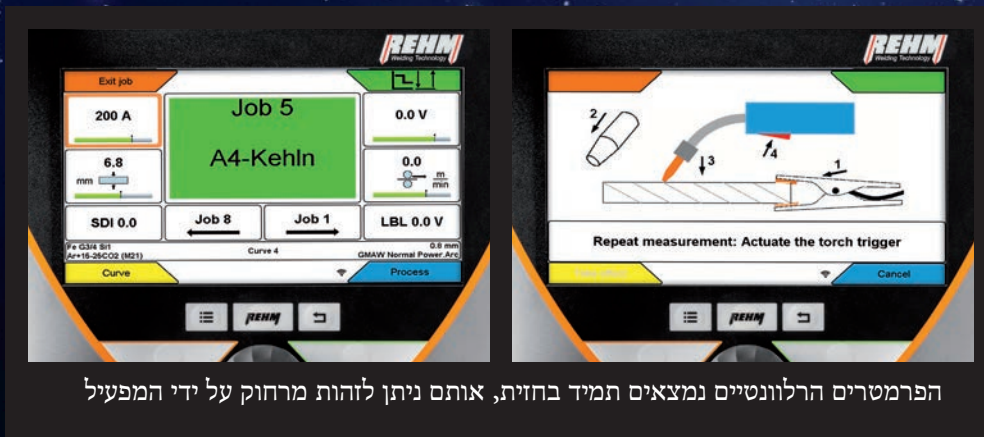 REHM
Welding Technology
Exit job
200 A
Job 5
A4-Kehln
0.0 V
6.8
mm
0.0
m
min
SDI 0.0
Job 8
Job 1
LBL 0.0 V
Fe G3/4 Si1
Ar+15-25CO2 (M21)
Curve 4
0.8 mm
GMAW Normal Power.Arc
Curve
Process
REHM
REHM
Welding Technology
2
3
4
1
Repeat measurement: Actuate the torch trigger
Cancel
REHM
הפרמטרים הרלוונטיים נמצאים תמיד בחזית, אותם ניתן לזהות מרחוק על ידי המפעיל